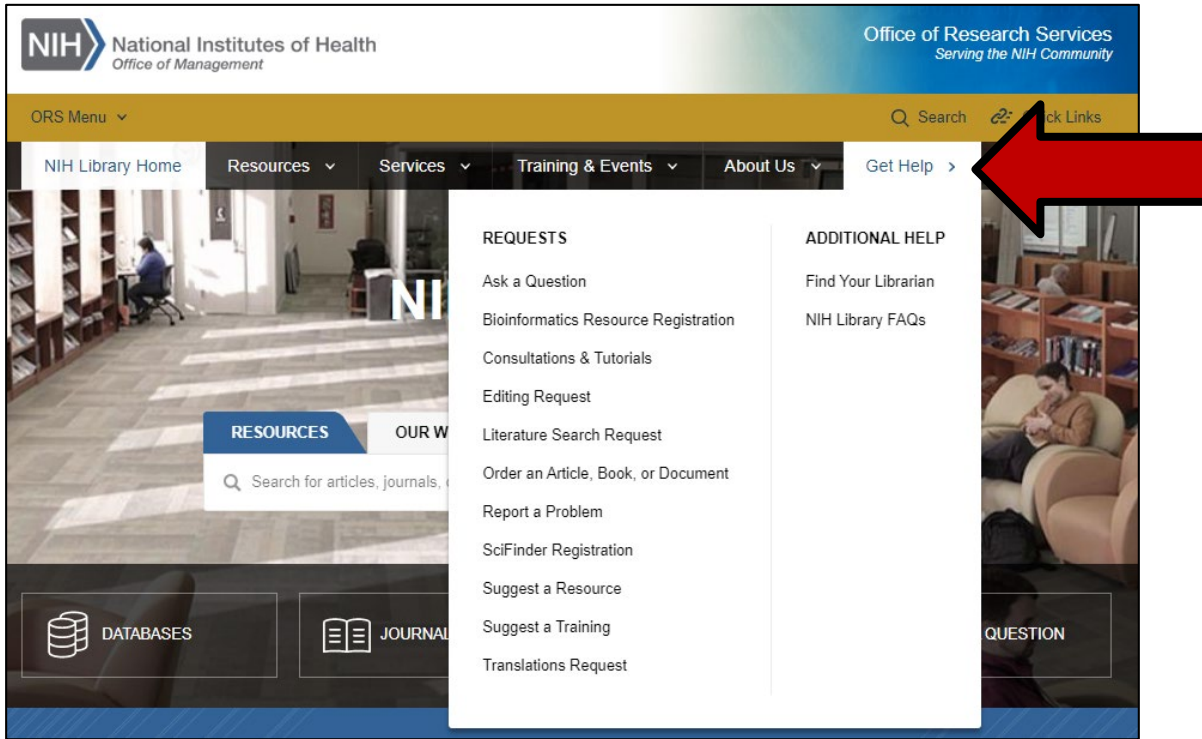 NIH
National Institutes of Health
Office of Management
Office of Research Services
Serving the NIH Community
ORS Menu
Search
Links
NIH Library Home
Resources
Services
Training & Events
About Us
Get Help
REQUESTS
Ask a Question
Bioinformatics Resource Registration
Consultations & Tutorials
Editing Request
Literature Search Request
Order an Article, Book, or Document
Report a Problem
SciFinder Registration
Suggest a Resource
Suggest a Training
Translations Request
ADDITIONAL HELP
Find Your Librarian
NIH Library FAQs
RESOURCES
OUR
Search for articles, journals,
DATABASES
QUESTION